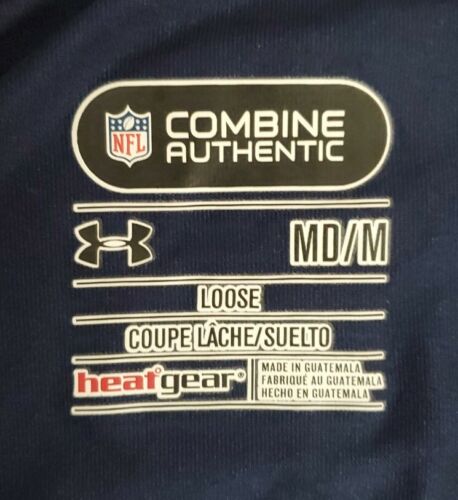 NFL
COMBINE
AUTHENTIC
MD/M
LOOSE
COUPE LÂCHE/SUELTO
heatgear®
MADE IN GUATEMALA
FABRIQUÉ AU GUATEMALA
HECHO EN GUATEMALA